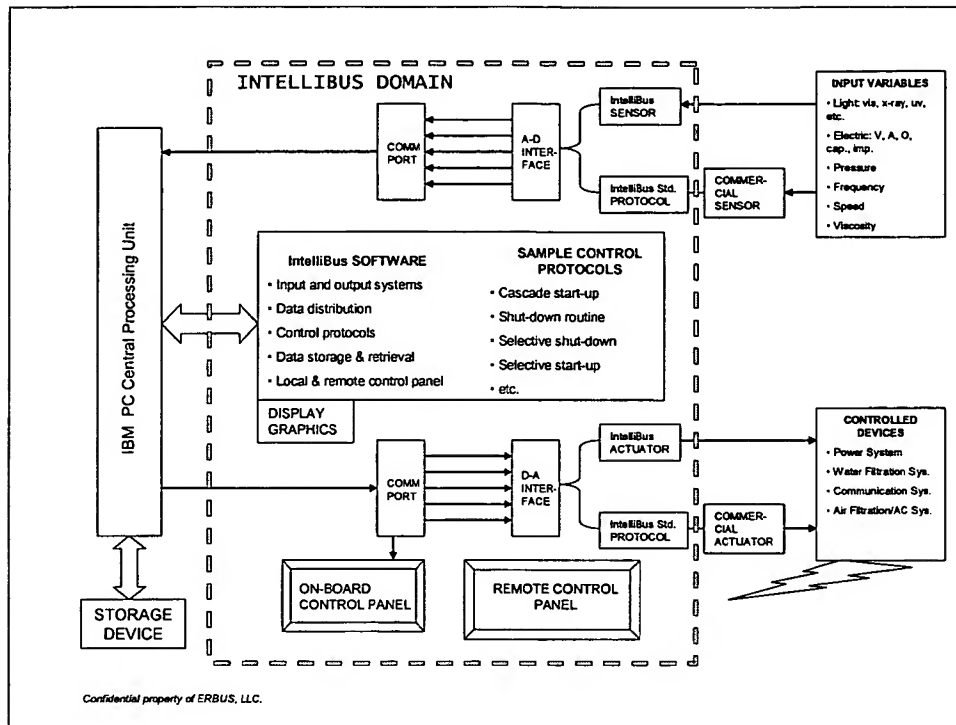 INTELLIBUS DOMAIN
IBM PC Central Processing Unit
STORAGE
DEVICE
COMM
PORT
A-D
INTER-
FACE
IntelliBus
SENSOR
IntelliBus Std.
PROTOCOL
COMMER-
CIAL
SENSOR
INPUT VARIABLES
• Light: vis, x-ray, uv,
etc.
• Electric: V, A, O,
cap., imp.
• Pressure
• Frequency
• Speed
• Viscosity
IntelliBus SOFTWARE
• Input and output systems
• Data distribution
• Control protocols
• Data storage & retrieval
• Local & remote control panel
SAMPLE CONTROL
PROTOCOLS
• Cascade start-up
• Shut-down routine
• Selective shut-down
• Selective start-up
• etc.
DISPLAY
GRAPHICS
COMM
PORT
D-A
INTER-
FACE
IntelliBus
ACTUATOR
IntelliBus Std.
PROTOCOL
COMMER-
CIAL
ACTUATOR
CONTROLLED
DEVICES
• Power System
• Water Filtration Sys.
• Communication Sys.
• Air Filtration/AC Sys.
ON-BOARD
CONTROL PANEL
REMOTE CONTROL
PANEL
Confidential property of ERBUS, LLC.